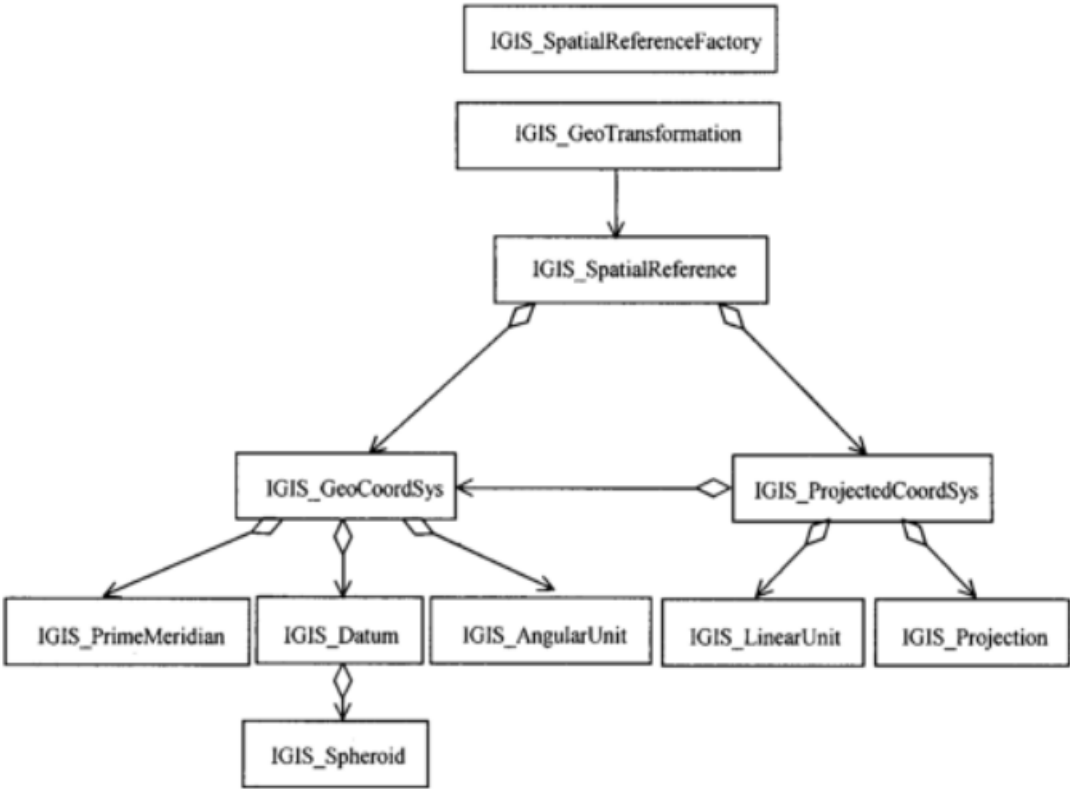 IGIS_SpatialReferenceFactory
IGIS_GeoTransformation
IGIS_SpatialReference
IGIS_GeoCoordSys
IGIS_ProjectedCoordSys
IGIS_PrimeMeridian
IGIS_Datum
IGIS_AngularUnit
IGIS_LinearUnit
IGIS_Projection
IGIS_Spheroid